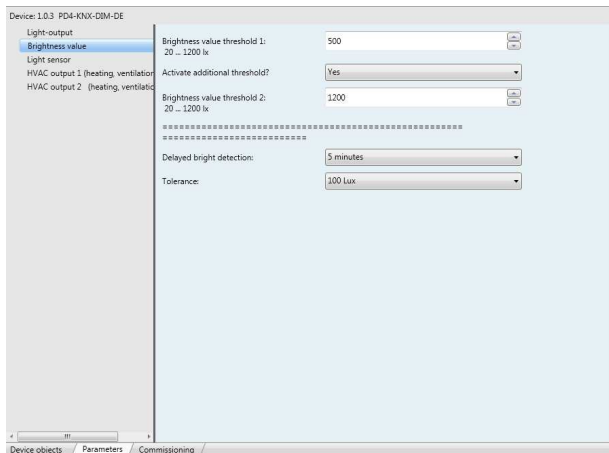 Device: 1.0.3 PD4-KNX-DIM-DE
Light-output
Brightness value
Light sensor
HVAC output 1 (heating, ventilation
HVAC output 2 (heating, ventilatic
Brightness value threshold 1:
20 ... 1200 lx
500
Activate additional threshold?
Yes
Brightness value threshold 2:
20 ... 1200 lx
1200
======================================================
==========================
Delayed bright detection:
5 minutes
Tolerance:
100 Lux
Device objects
Parameters
Commissioning